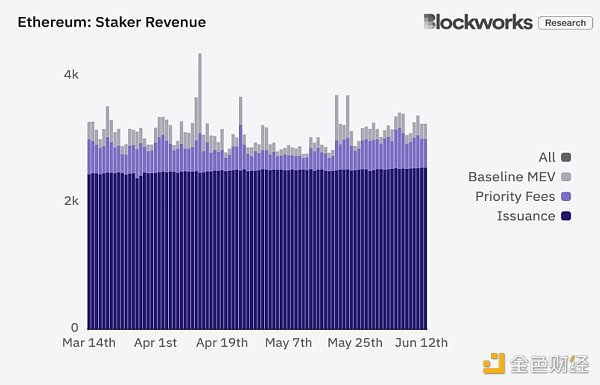 Ethereum: Staker Revenue
Blockworks Research
4k
2k
0
Mar 14th Apr 1st Apr 19th May 7th May 25th Jun 12th
All
Baseline MEV
Priority Fees
Issuance
金色财经